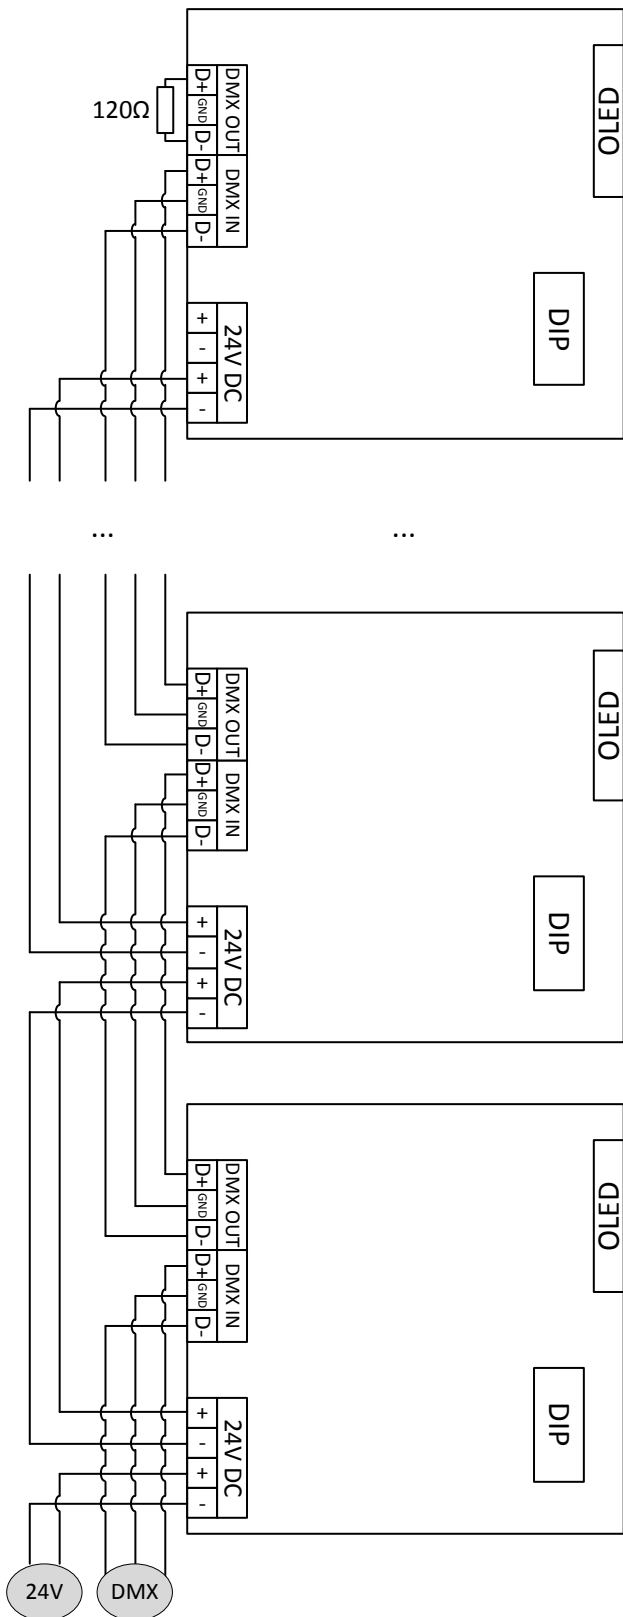 120Ω
D+
GND
D-
DMX OUT
D+
GND
D-
DMX IN
+
-
+
-
24V DC
OLED
DIP
...
...
D+
GND
D-
DMX OUT
D+
GND
D-
DMX IN
+
-
+
-
24V DC
OLED
DIP
D+
GND
D-
DMX OUT
D+
GND
D-
DMX IN
+
-
+
-
24V DC
OLED
DIP
24V
DMX